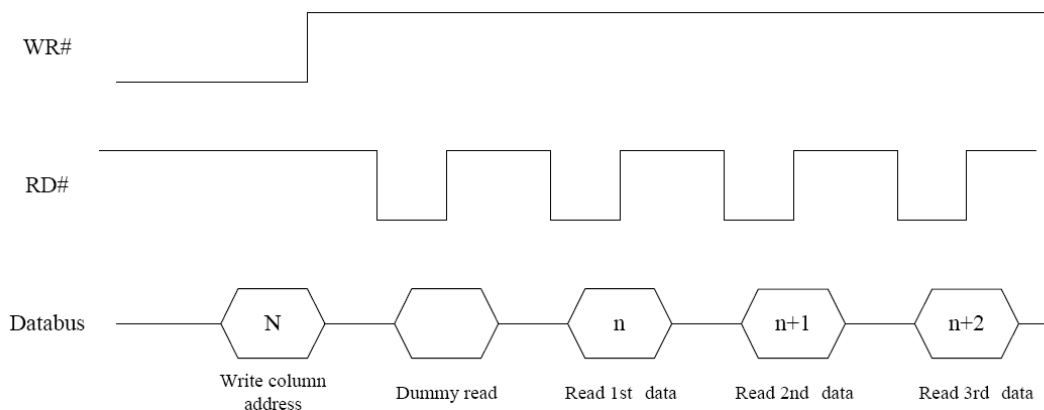 WR#
RD#
Databus
N
n
n+1
n+2
Write column
address
Dummy read
Read 1st data
Read 2nd data
Read 3rd data